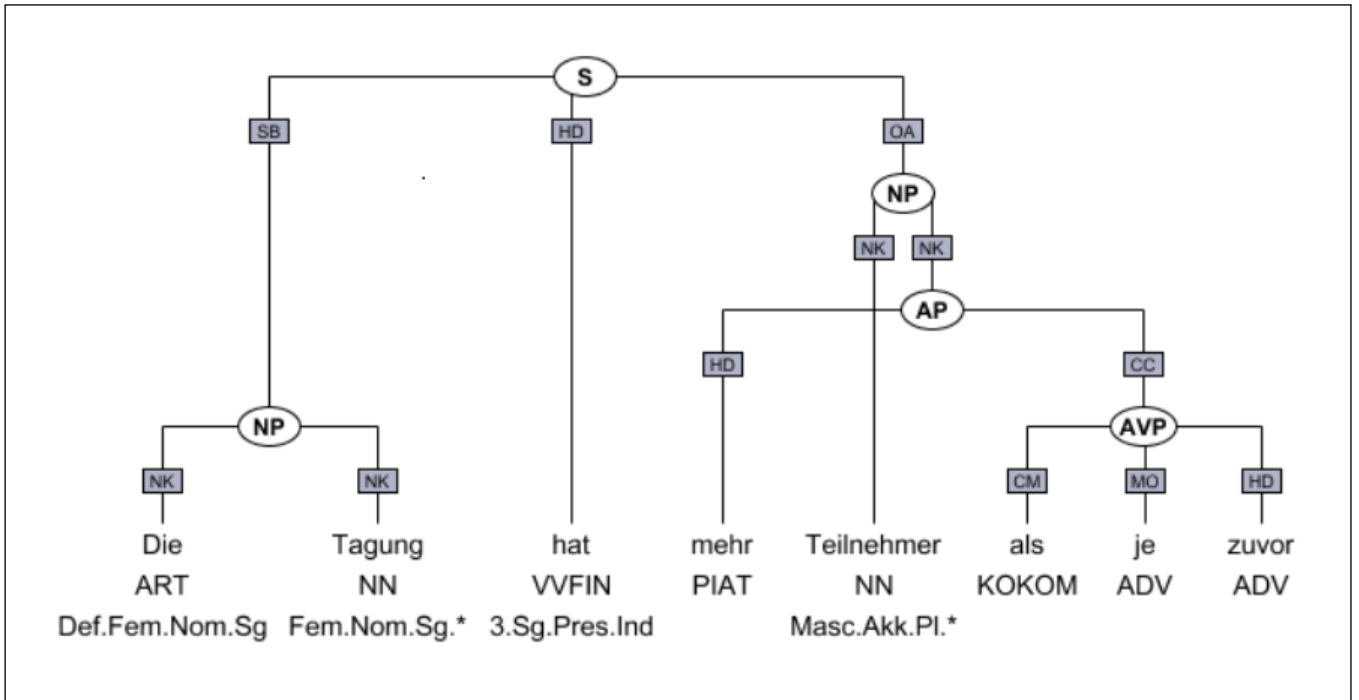 S
SB HD OA
NP
NK NK
AP
HD CC
NP AVP
NK NK CM MO HD
Die Tagung hat mehr Teilnehmer als je zuvor
ART NN VVFIN PIAT NN KOKOM ADV ADV
Def.Fem.Nom.Sg Fem.Nom.Sg.* 3.Sg.Pres.Ind Masc.Akk.Pl.*